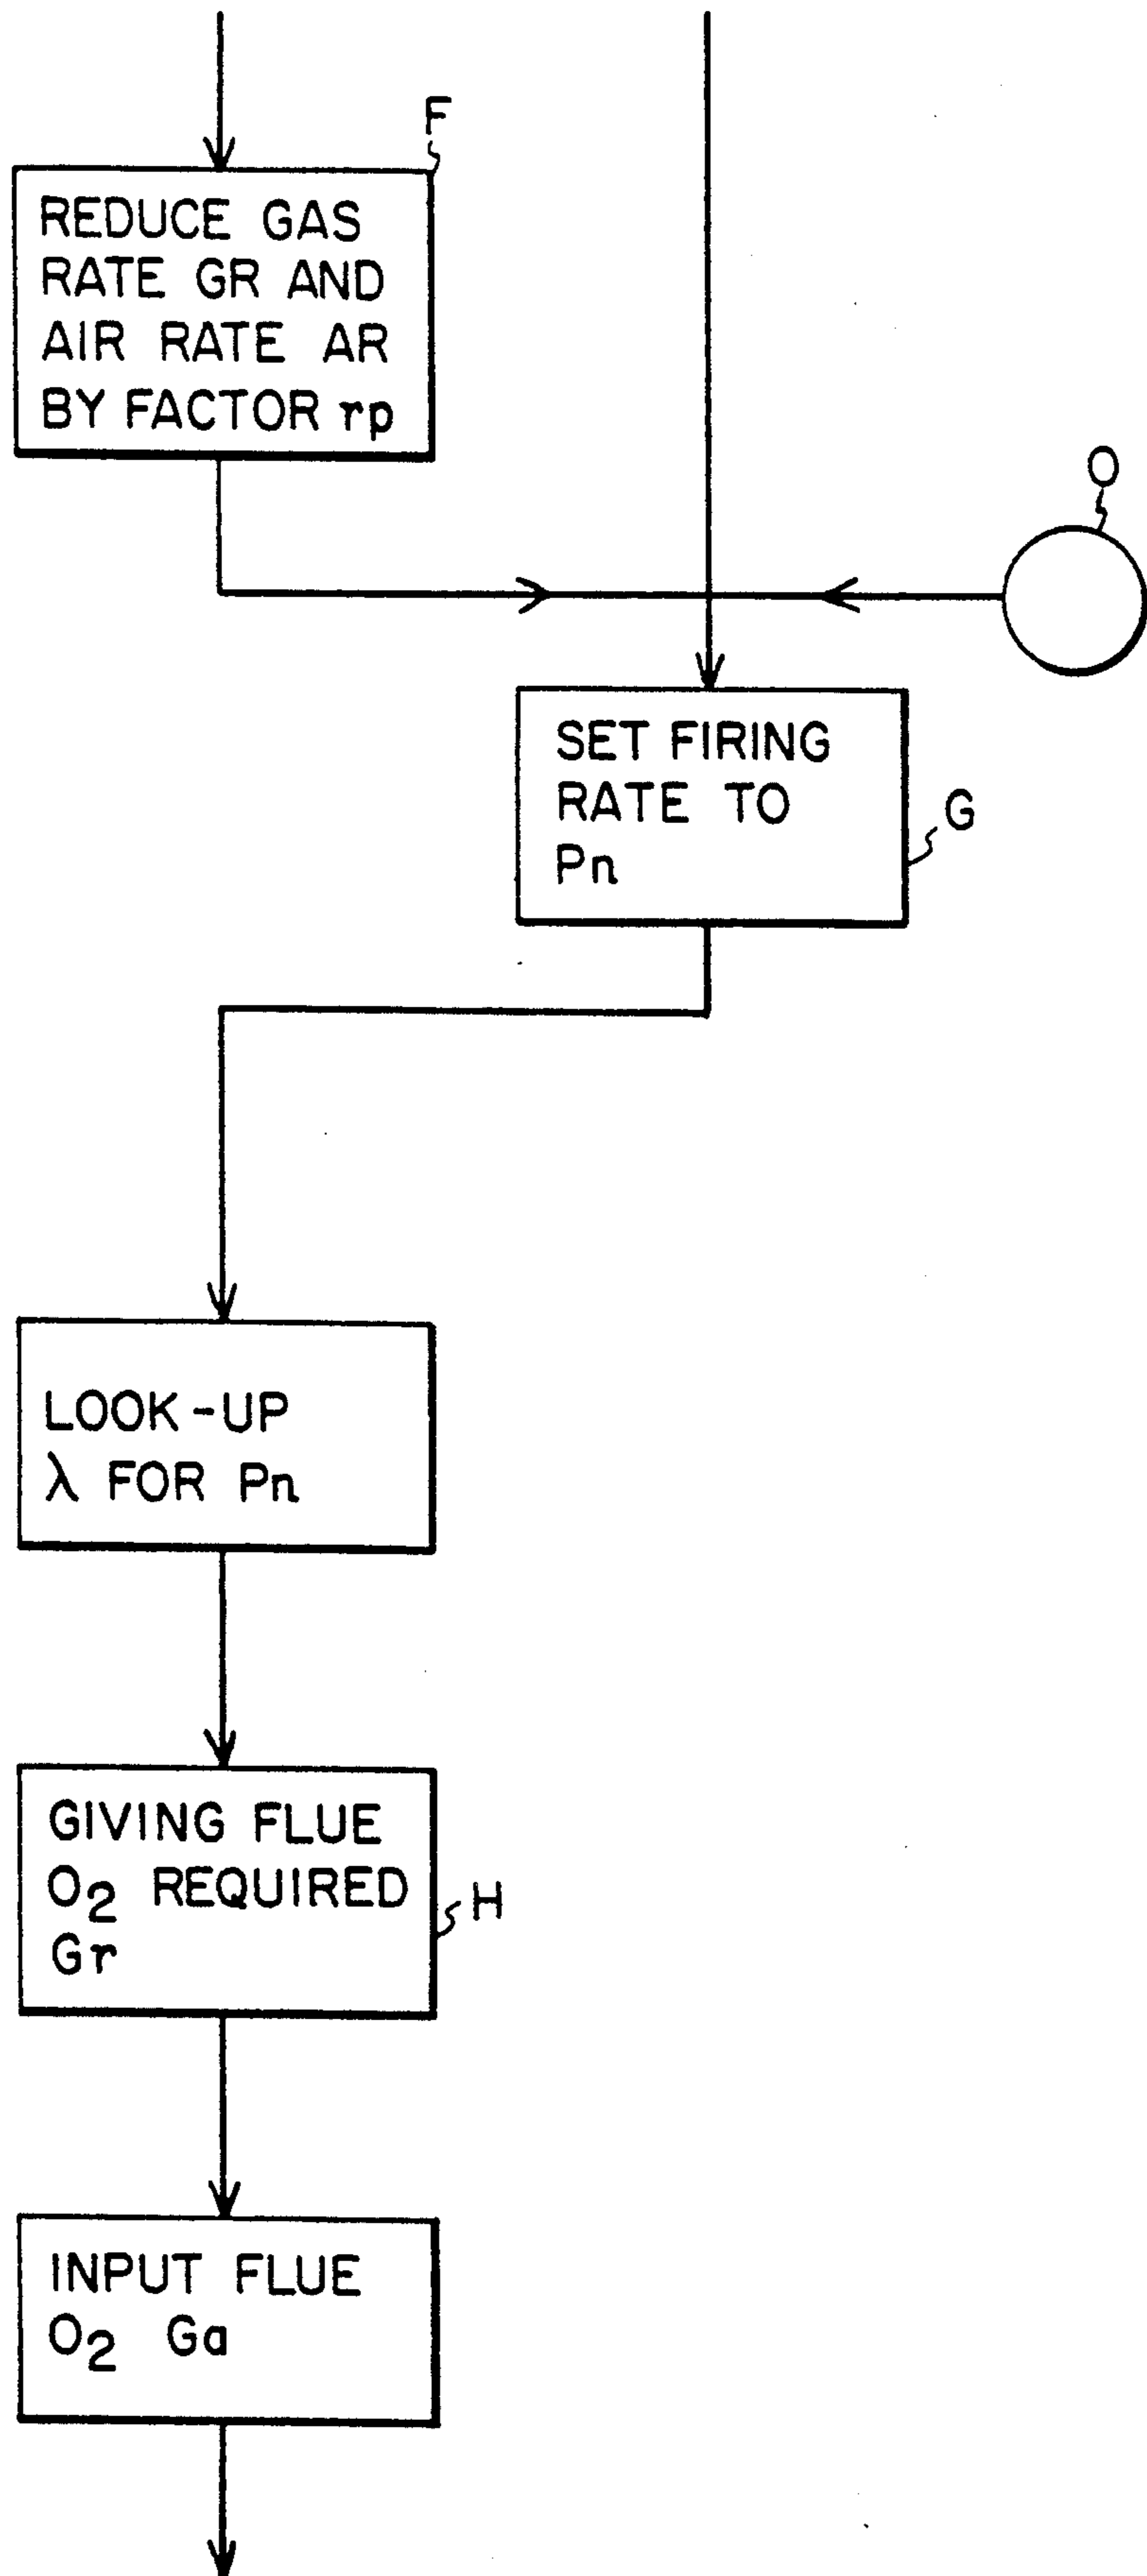 F
REDUCE GAS
RATE GR AND
AIR RATE AR
BY FACTOR rp
O
SET FIRING
RATE TO
Pn
G
LOOK-UP
λ FOR Pn
GIVING FLUE
O₂ REQUIRED
Gr
H
INPUT FLUE
O₂ Ga